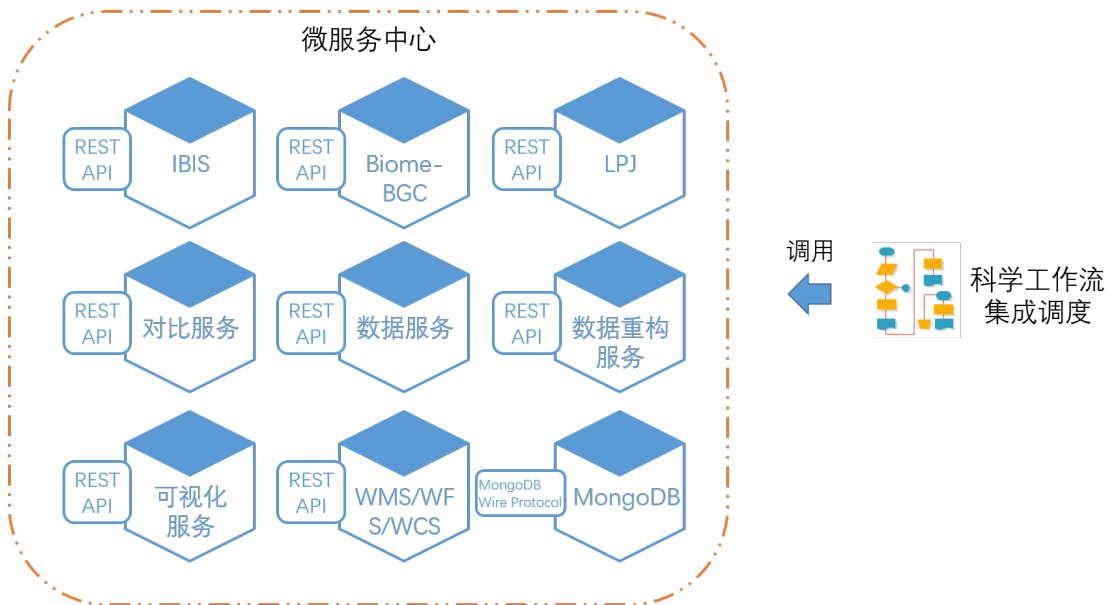 微服务中心
REST
API
IBIS
REST
API
Biome-
BGC
REST
API
LPJ
REST
API
对比服务
REST
API
数据服务
REST
API
数据重构
服务
调用
科学工作流
集成调度
REST
API
可视化
服务
REST
API
WMS/WF
S/WCS
MongoDB
Wire Protocol
MongoDB